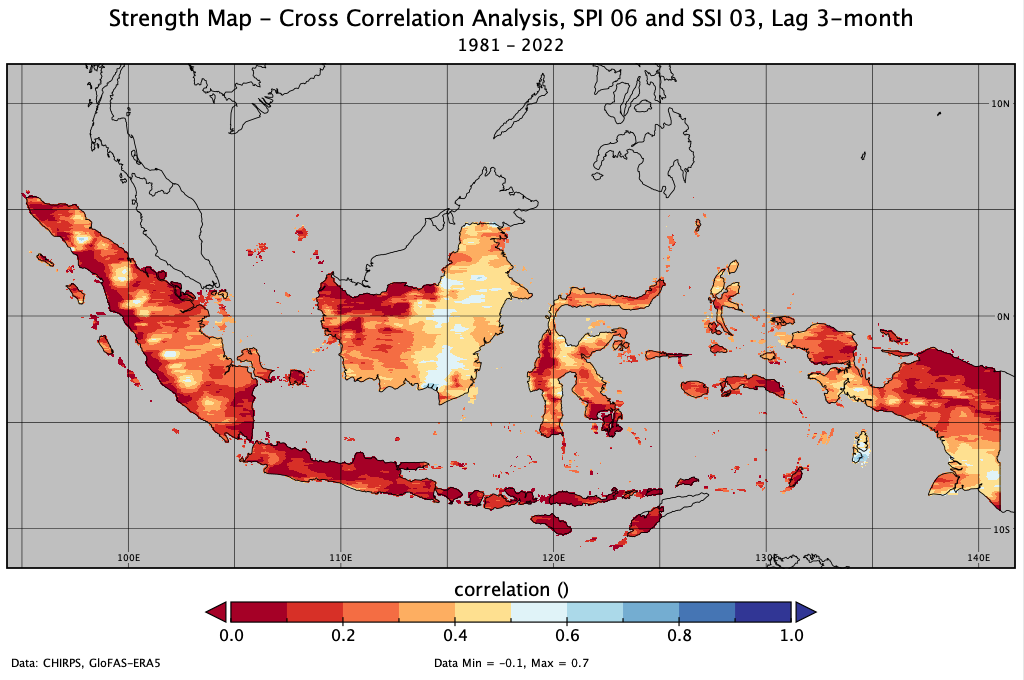 Strength Map – Cross Correlation Analysis, SPI 06 and SSI 03, Lag 3–month
1981 – 2022
10N
0N
10S
100E 110E 120E 130E 140E
correlation ()
0.0 0.2 0.4 0.6 0.8 1.0
Data: CHIRPS, GloFAS–ERA5 Data Min = –0.1, Max = 0.7